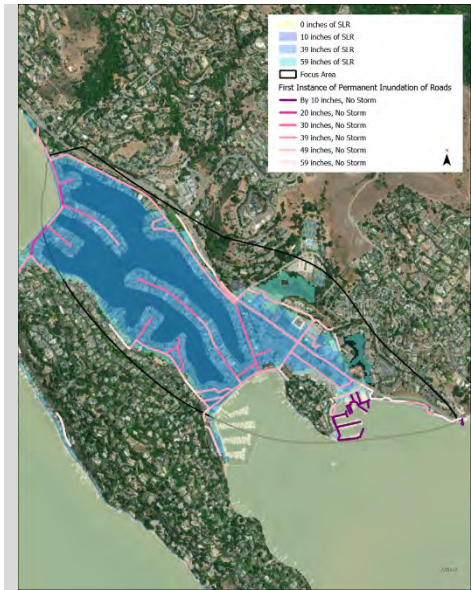 0 inches of SLR
10 inches of SLR
39 inches of SLR
59 inches of SLR
Focus Area
First Instance of Permanent Inundation of Roads
By 10 inches, No Storm
20 inches, No Storm
30 inches, No Storm
39 inches, No Storm
49 inches, No Storm
59 inches, No Storm